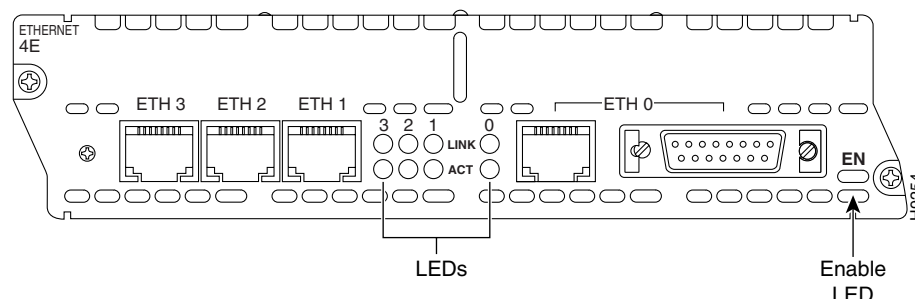 ETHERNET
4E
ETH 3 ETH 2 ETH 1 ETH 0
3 2 1 0
LINK
ACT
EN
LEDs
Enable
LED